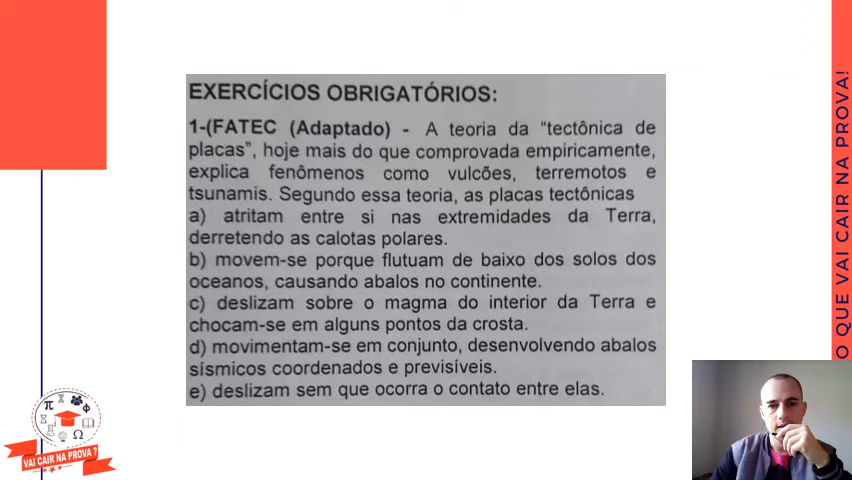 EXERCÍCIOS OBRIGATÓRIOS:
1-(FATEC (Adaptado) - A teoria da “tectônica de
placas”, hoje mais do que comprovada empiricamente,
explica fenômenos como vulcões, terremotos e
tsunamis. Segundo essa teoria, as placas tectônicas
a) atritam entre si nas extremidades da Terra,
derretendo as calotas polares.
b) movem-se porque flutuam de baixo dos solos dos
oceanos, causando abalos no continente.
c) deslizam sobre o magma do interior da Terra e
chocam-se em alguns pontos da crosta.
d) movimentam-se em conjunto, desenvolvendo abalos
sísmicos coordenados e previsíveis.
e) deslizam sem que ocorra o contato entre elas.
O QUE VAI CAIR NA PROVA!
π Φ
Ω
VAI CAIR NA PROVA ?